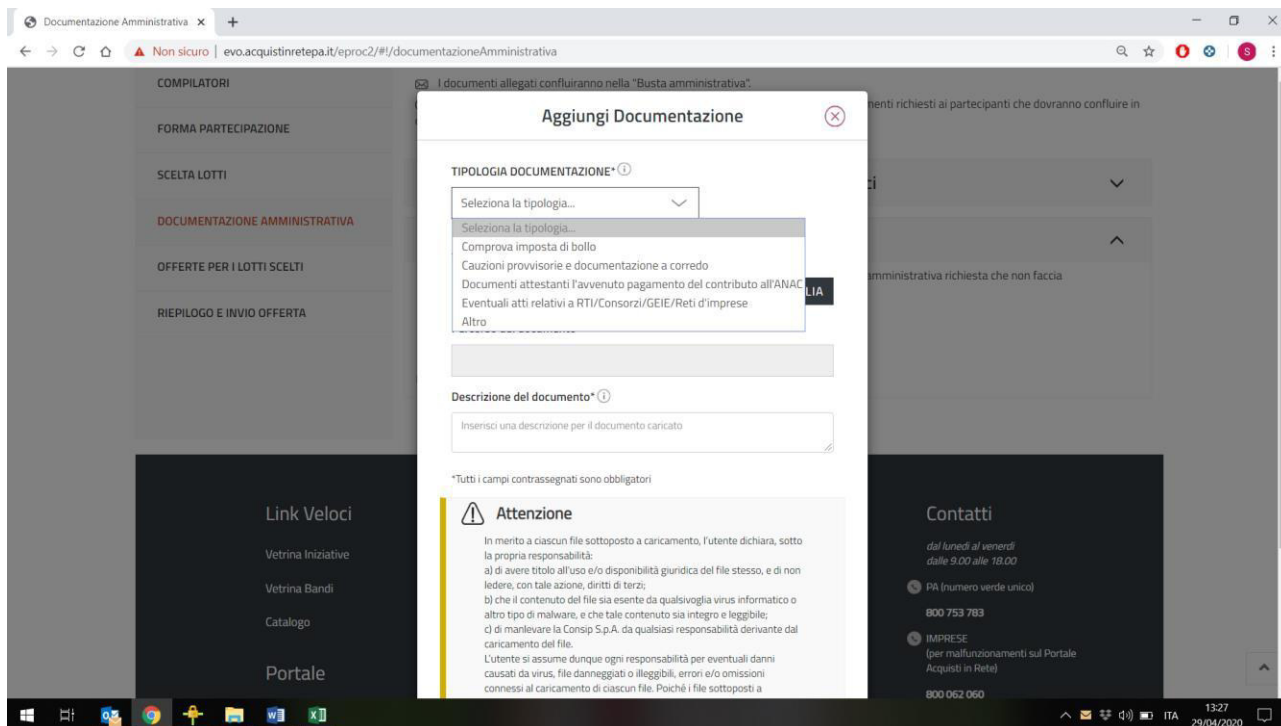 Documentazione Amministrativa
Non sicuro | evo.acquistinretepa.it/eproc2/#!/documentazioneAmministrativa
S
COMPILATORI
FORMA PARTECIPAZIONE
SCELTA LOTTI
DOCUMENTAZIONE AMMINISTRATIVA
OFFERTE PER I LOTTI SCELTI
RIEPILOGO E INVIO OFFERTA
I documenti allegati confluiranno nella "Busta amministrativa".
menti richiesti ai partecipanti che dovranno confluire in
ci
amministrativa richiesta che non faccia
Aggiungi Documentazione
TIPOLOGIA DOCUMENTAZIONE*
Seleziona la tipologia...
Seleziona la tipologia...
Comprova imposta di bollo
Cauzioni provvisorie e documentazione a corredo
Documenti attestanti l'avvenuto pagamento del contributo all'ANAC
Eventuali atti relativi a RTI/Consorzi/GEIE/Reti d'imprese
Altro
LIA
Descrizione del documento*
Inserisci una descrizione per il documento caricato
*Tutti i campi contrassegnati sono obbligatori
Attenzione
In merito a ciascun file sottoposto a caricamento, l'utente dichiara, sotto
la propria responsabilità:
a) di avere titolo all'uso e/o disponibilità giuridica del file stesso, e di non
ledere, con tale azione, diritti di terzi;
b) che il contenuto del file sia esente da qualsivoglia virus informatico o
altro tipo di malware, e che tale contenuto sia integro e leggibile;
c) di manlevare la Consip S.p.A. da qualsiasi responsabilità derivante dal
caricamento del file.
L'utente si assume dunque ogni responsabilità per eventuali danni
causati da virus, file danneggiati o illeggibili, errori e/o omissioni
connessi al caricamento di ciascun file. Poiché i file sottoposti a
Link Veloci
Vetrina Iniziative
Vetrina Bandi
Catalogo
Portale
Contatti
dal lunedì al venerdì
dalle 9.00 alle 18.00
PA (numero verde unico)
800 753 783
IMPRESE
(per malfunzionamenti sul Portale
Acquisti in Rete)
800 062 060
ITA
13:27
29/04/2020